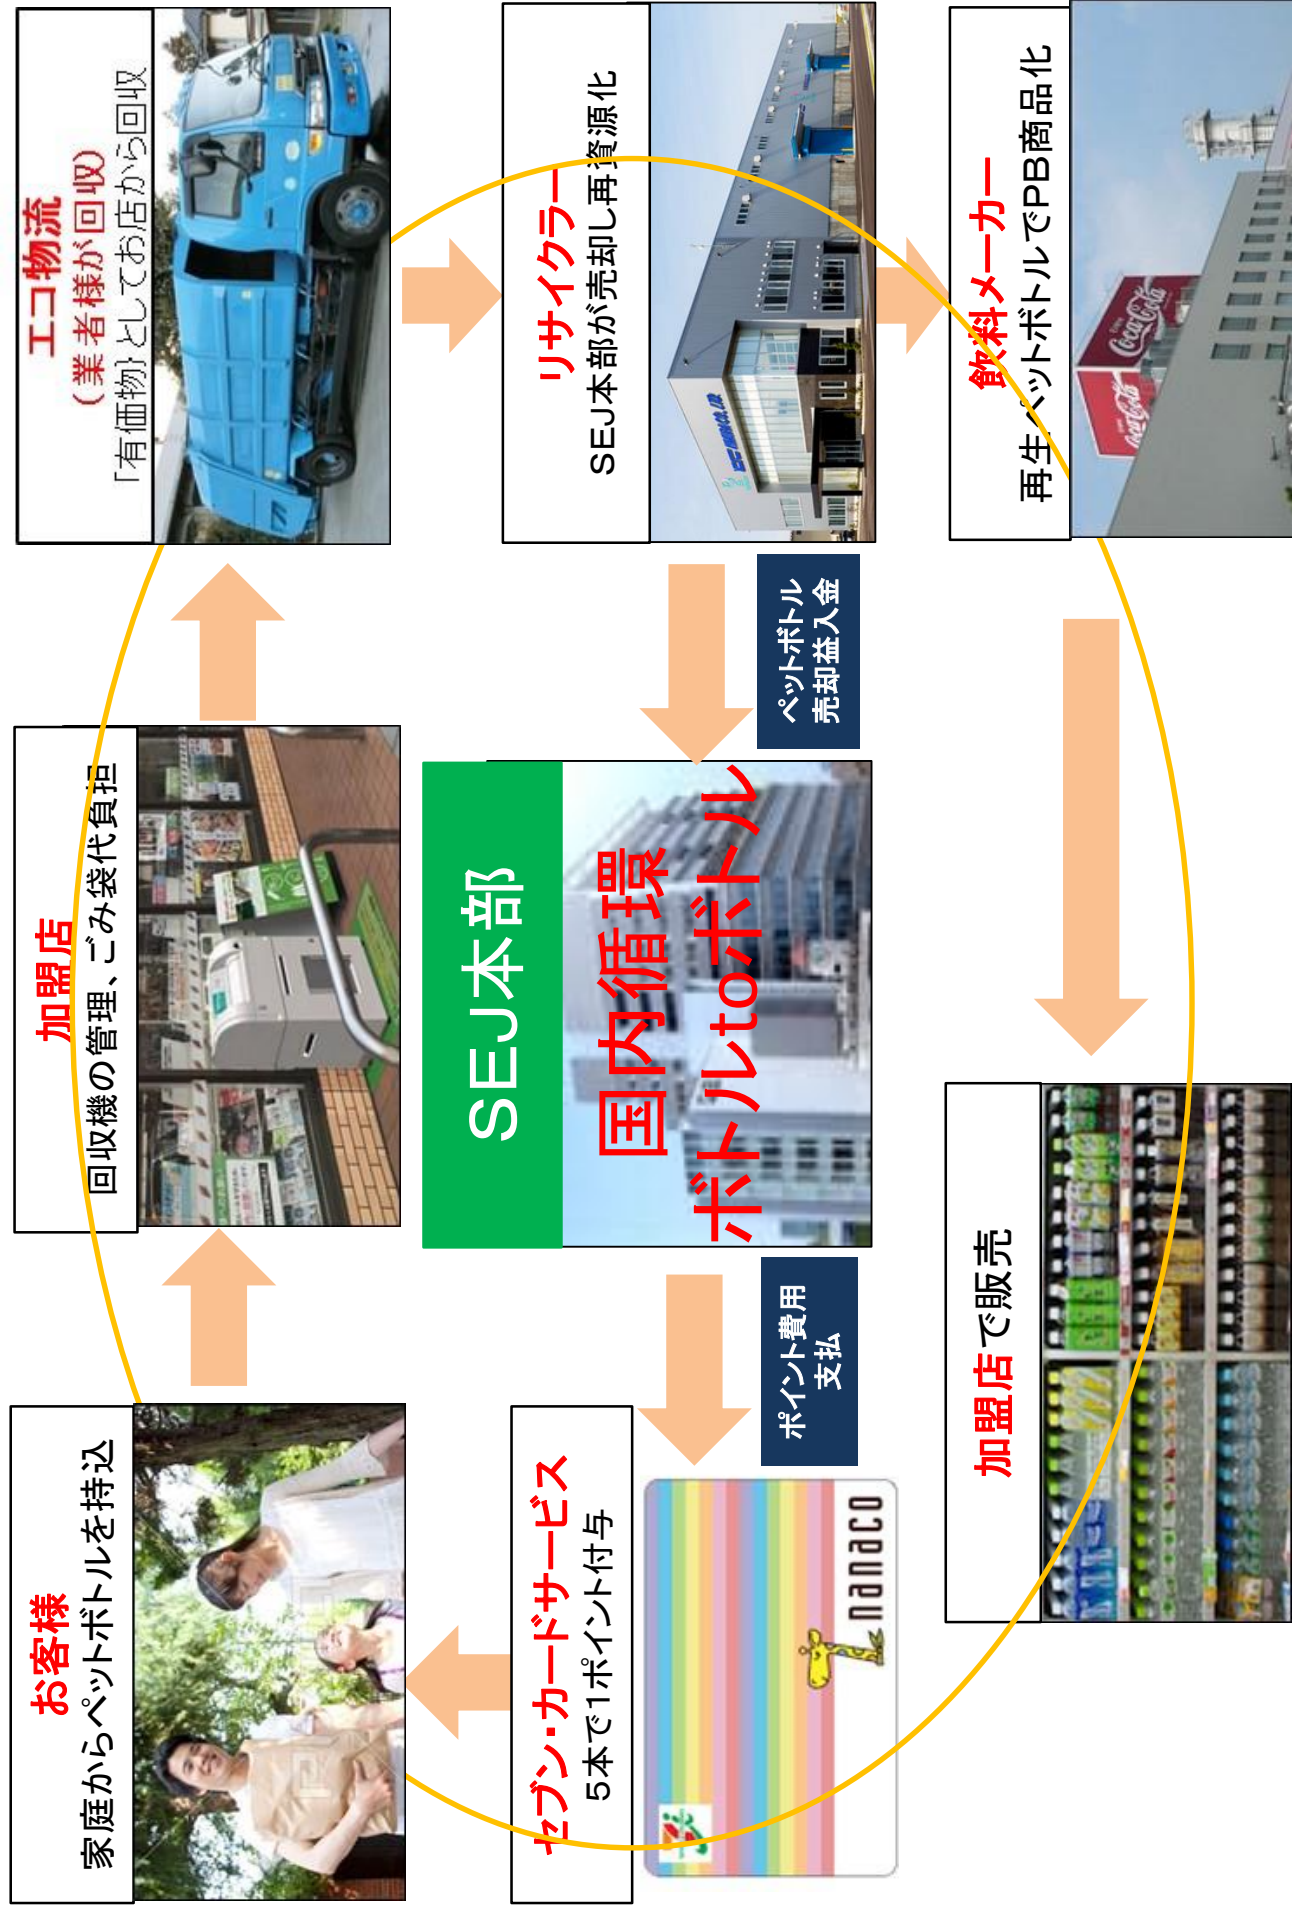 お客様
家庭からペットボトルを持込
加盟店
回収機の管理、ごみ袋代負担
エコ物流
(業者様が回収)
「有価物}としてお店から回収
セブン・カードサービス
5本で1ポイント付与
nanaco
ポイント費用
支払
SEJ本部
国内循環
ボトルtoボトル
ペットボトル
売却益入金
リサイクラー
SEJ本部が売却し再資源化
加盟店で販売
飲料メーカー
再生ペットボトルでPB商品化
Coca-Cola
Coca-Cola